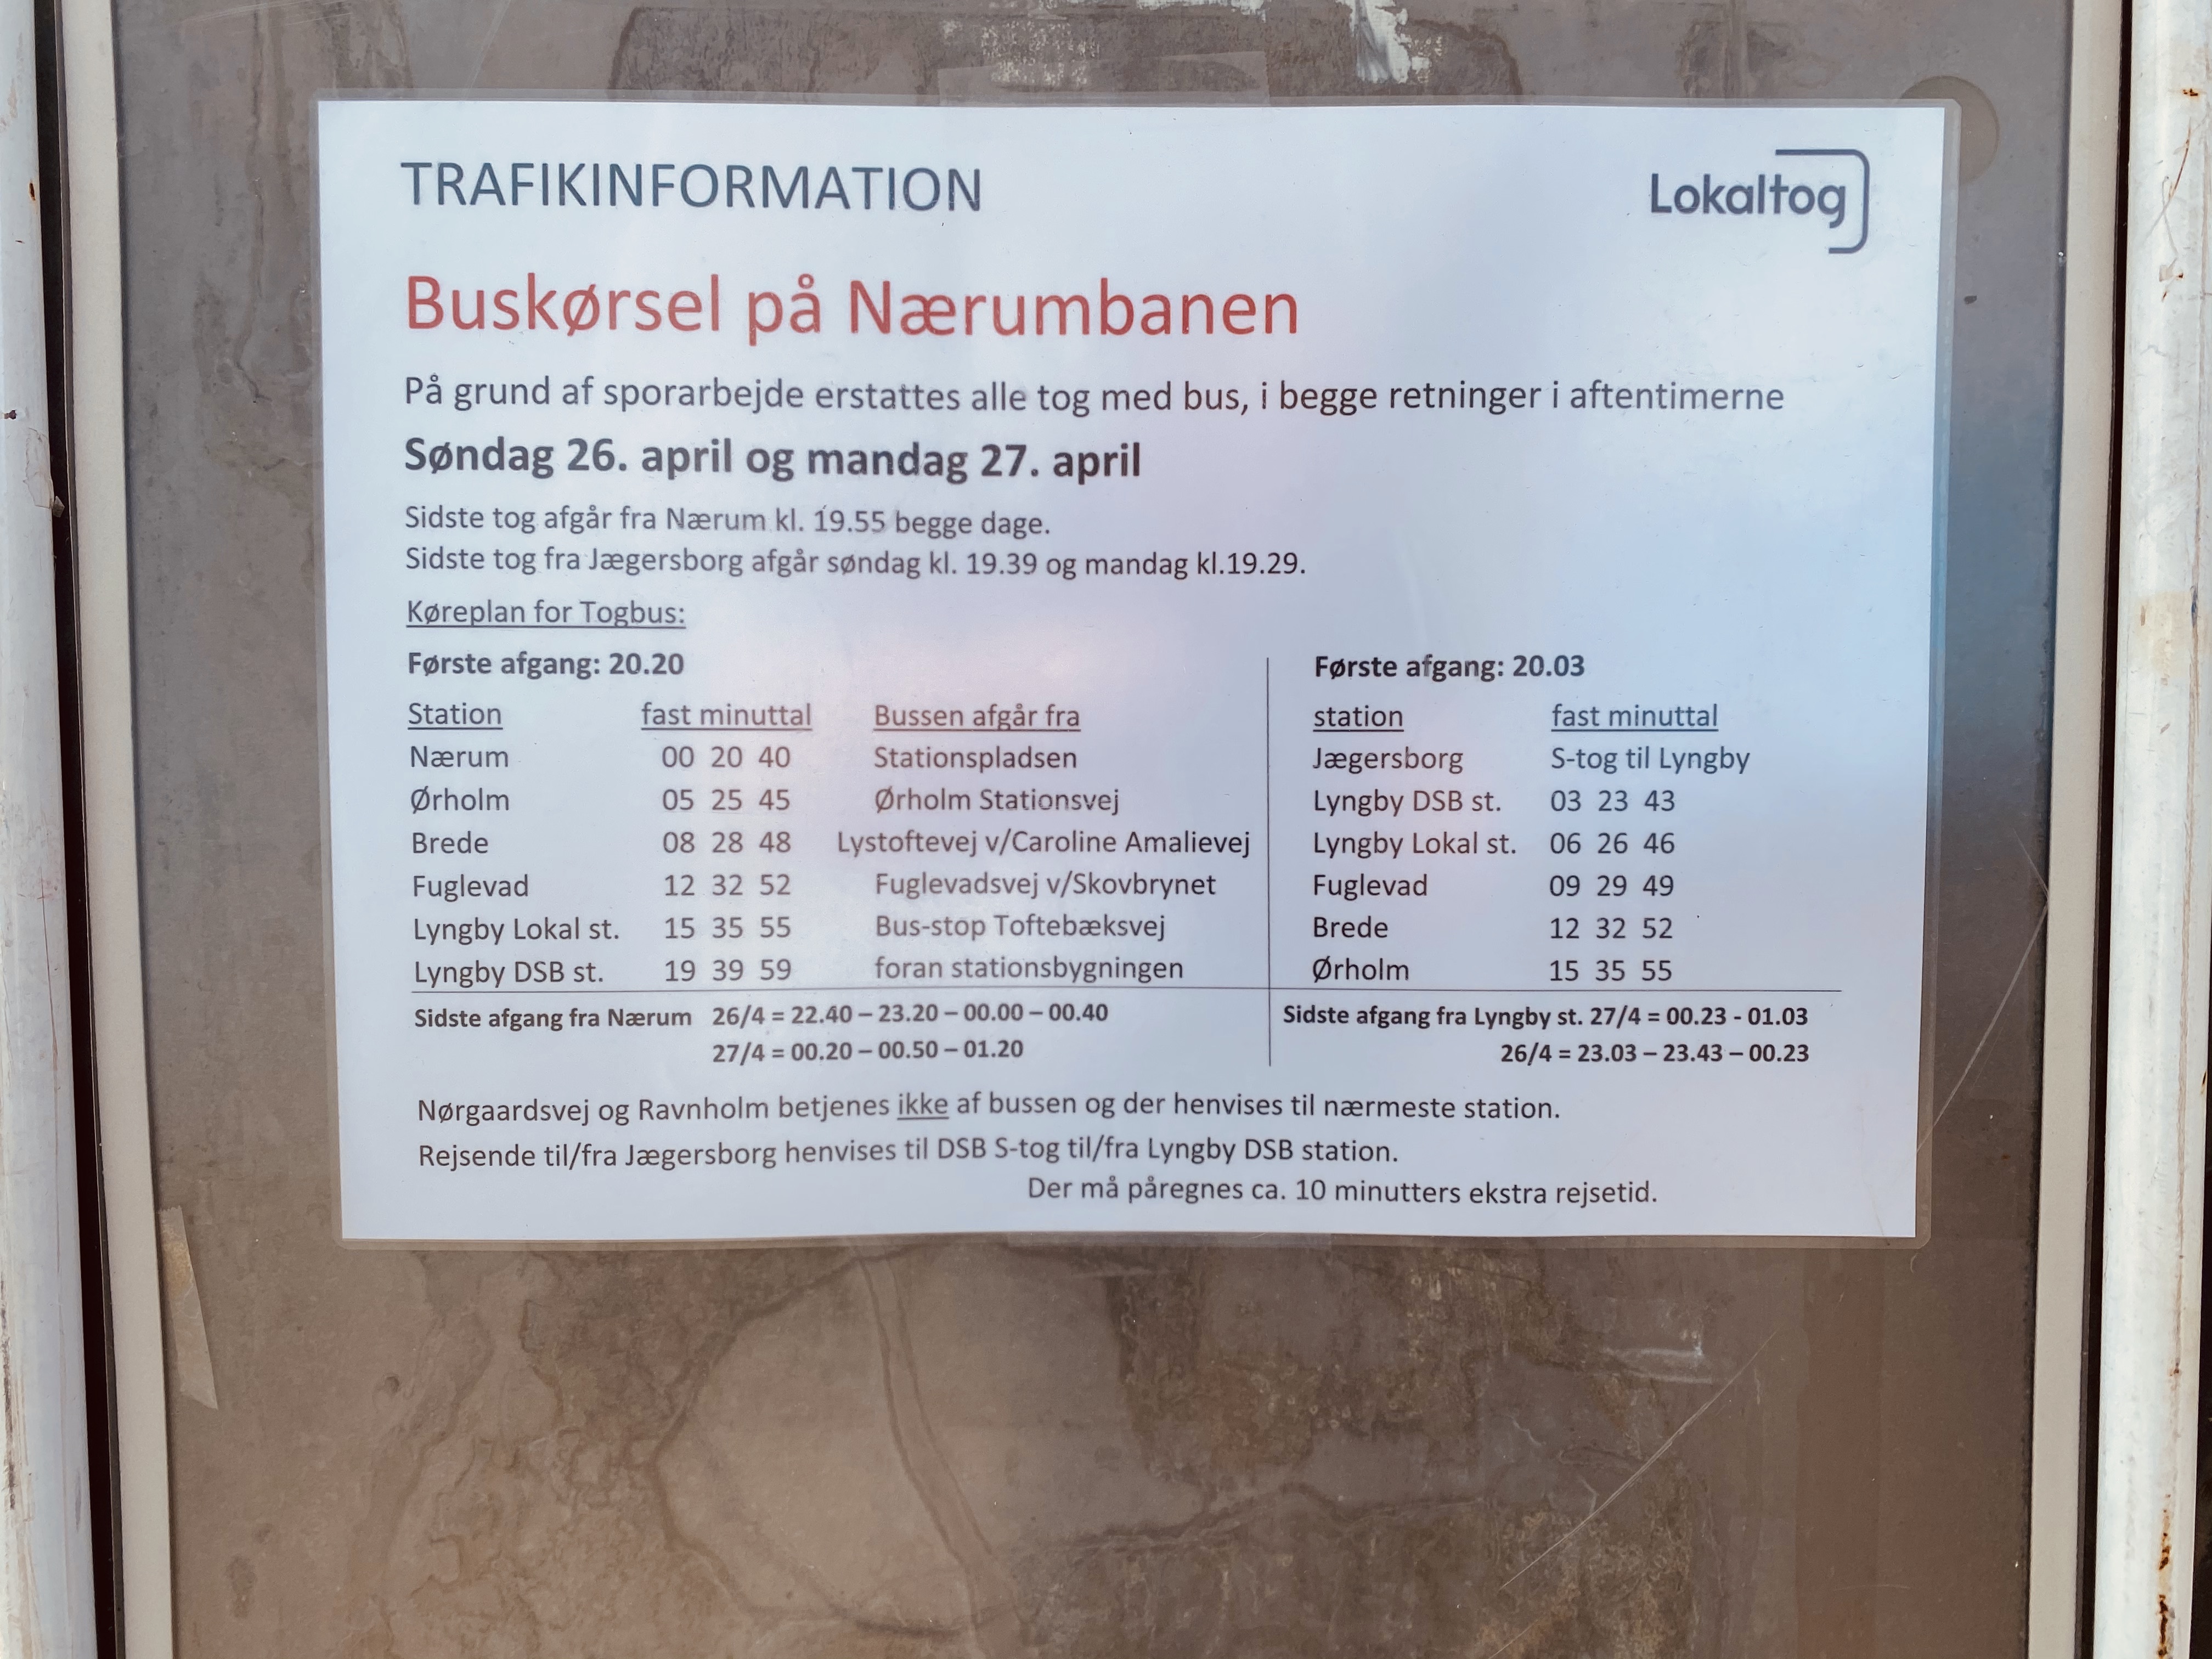 TRAFIKINFORMATION
Lokaltog
Buskørsel på Nærumbanen
På grund af sporarbejde erstattes alle tog med bus, i begge retninger i aftentimerne
Søndag 26. april og mandag 27. april
Sidste tog afgår fra Nærum kl. 19.55 begge dage.
Sidste tog fra Jægersborg afgår søndag kl. 19.39 og mandag kl.19.29.
Køreplan for Togbus:
Første afgang: 20.20
Station fast minuttal Bussen afgår fra
Nærum 00 20 40 Stationspladsen
Ørholm 05 25 45 Ørholm Stationsvej
Brede 08 28 48 Lystoftevej v/Caroline Amalievej
Fuglevad 12 32 52 Fuglevadsvej v/Skovbrynet
Lyngby Lokal st. 15 35 55 Bus-stop Toftebæksvej
Lyngby DSB st. 19 39 59 foran stationsbygningen
Sidste afgang fra Nærum 26/4 = 22.40 – 23.20 – 00.00 – 00.40
27/4 = 00.20 – 00.50 – 01.20
Første afgang: 20.03
station fast minuttal
Jægersborg S-tog til Lyngby
Lyngby DSB st. 03 23 43
Lyngby Lokal st. 06 26 46
Fuglevad 09 29 49
Brede 12 32 52
Ørholm 15 35 55
Sidste afgang fra Lyngby st. 27/4 = 00.23 - 01.03
26/4 = 23.03 – 23.43 – 00.23
Nørgaardsvej og Ravnholm betjenes ikke af bussen og der henvises til nærmeste station.
Rejsende til/fra Jægersborg henvises til DSB S-tog til/fra Lyngby DSB station.
Der må påregnes ca. 10 minutters ekstra rejsetid.